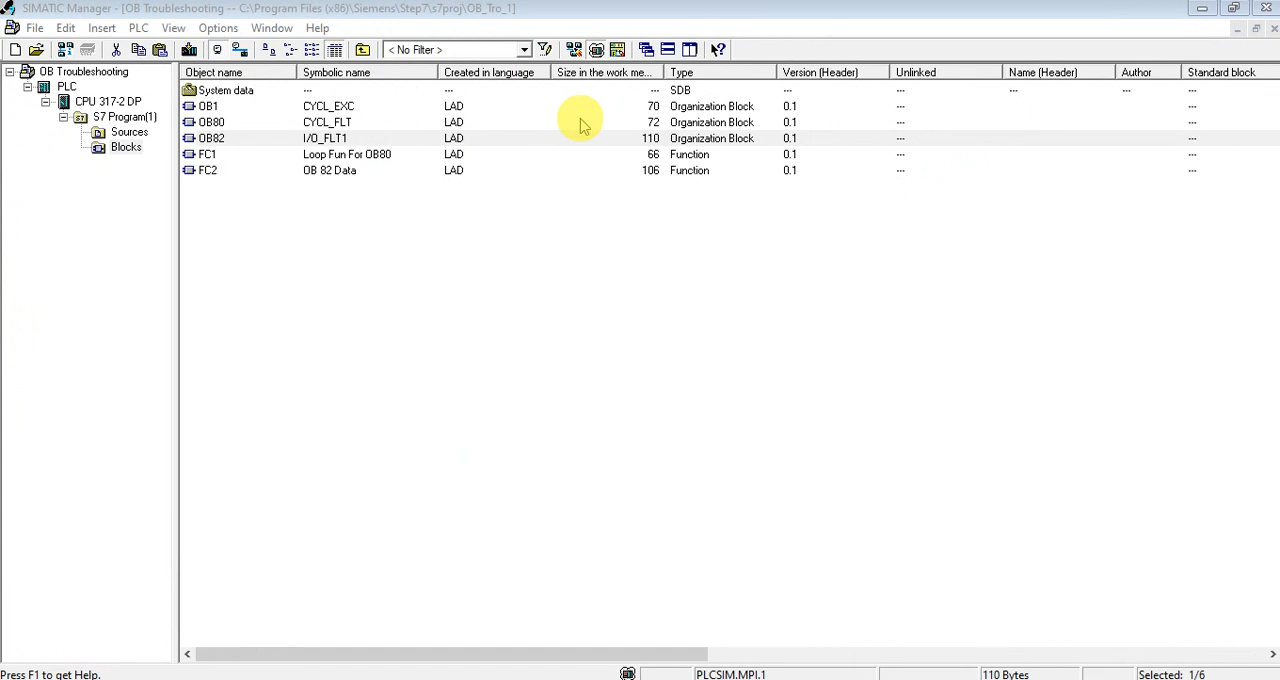 SIMATIC Manager - [OB Troubleshooting -- C:\Program Files (x86)\Siemens\Step7\s7proj\OB_Tro_1]
File Edit Insert PLC View Options Window Help
< No Filter >
OB Troubleshooting
PLC
CPU 317-2 DP
S7 Program(1)
Sources
Blocks
Object name Symbolic name Created in language Size in the work me... Type Version (Header) Unlinked Name (Header) Author Standard block
System data --- --- --- SDB --- --- --- --- ---
OB1 CYCL_EXC LAD 70 Organization Block 0.1 --- ---
OB80 CYCL_FLT LAD 72 Organization Block 0.1 --- ---
OB82 I/O_FLT1 LAD 110 Organization Block 0.1 --- ---
FC1 Loop Fun For OB80 LAD 66 Function 0.1 --- ---
FC2 OB 82 Data LAD 106 Function 0.1 --- ---
Press F1 to get Help. PLCSIM.MPI.1 110 Bytes Selected: 1/6